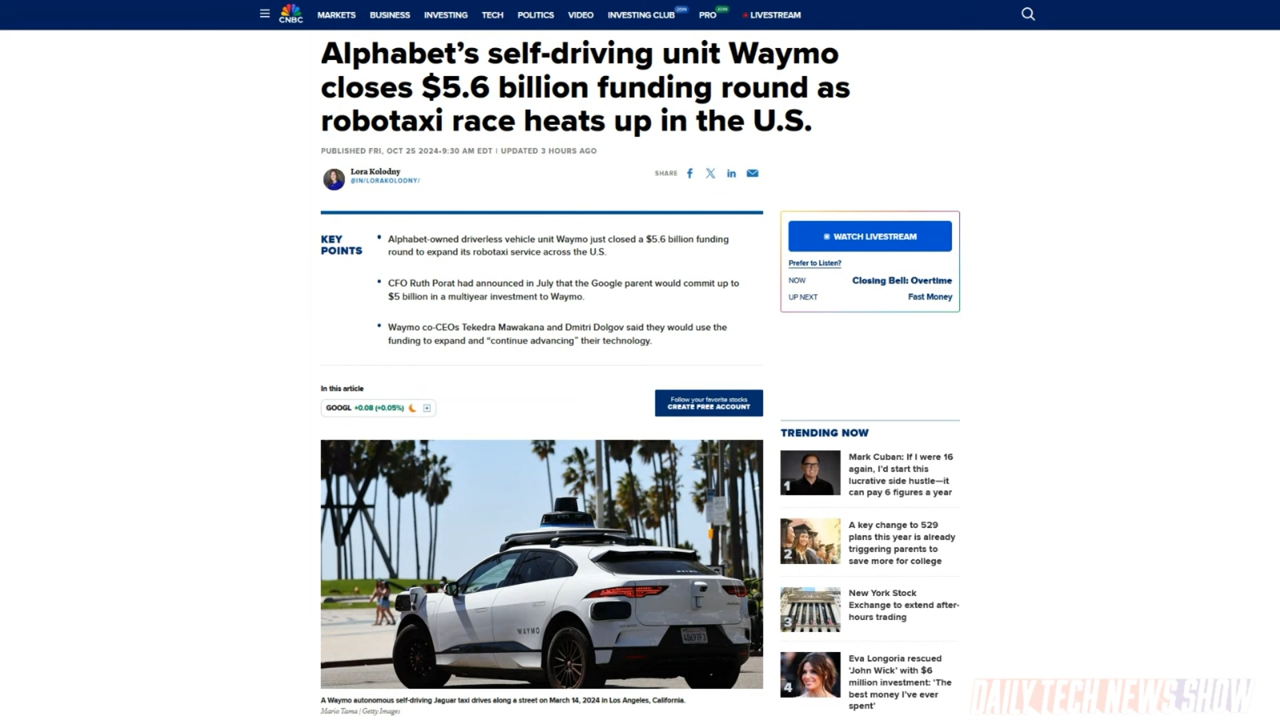 CNBC
MARKETS BUSINESS INVESTING TECH POLITICS VIDEO INVESTING CLUB PRO LIVESTREAM
Alphabet’s self-driving unit Waymo
closes $5.6 billion funding round as
robotaxi race heats up in the U.S.
PUBLISHED FRI, OCT 25 2024•9:30 AM EDT | UPDATED 3 HOURS AGO
Lora Kolodny
@IN/LORAKOLODNY/
SHARE
KEY
POINTS
• Alphabet-owned driverless vehicle unit Waymo just closed a $5.6 billion funding
round to expand its robotaxi service across the U.S.
• CFO Ruth Porat had announced in July that the Google parent would commit up to
$5 billion in a multiyear investment to Waymo.
• Waymo co-CEOs Tekedra Mawakana and Dmitri Dolgov said they would use the
funding to expand and “continue advancing” their technology.
In this article
GOOGL +0.08 (+0.05%)
Follow your favorite stocks
CREATE FREE ACCOUNT
WAYMO
A Waymo autonomous self-driving Jaguar taxi drives along a street on March 14, 2024 in Los Angeles, California.
Mario Tama | Getty Images
WATCH LIVESTREAM
Prefer to Listen?
NOW Closing Bell: Overtime
UP NEXT Fast Money
TRENDING NOW
1
Mark Cuban: If I were 16
again, I’d start this
lucrative side hustle—it
can pay 6 figures a year
2
A key change to 529
plans this year is already
triggering parents to
save more for college
3
New York Stock
Exchange to extend after-
hours trading
4
Eva Longoria rescued
‘John Wick’ with $6
million investment: ‘The
best money I’ve ever
spent’
DAILY TECH NEWS SHOW